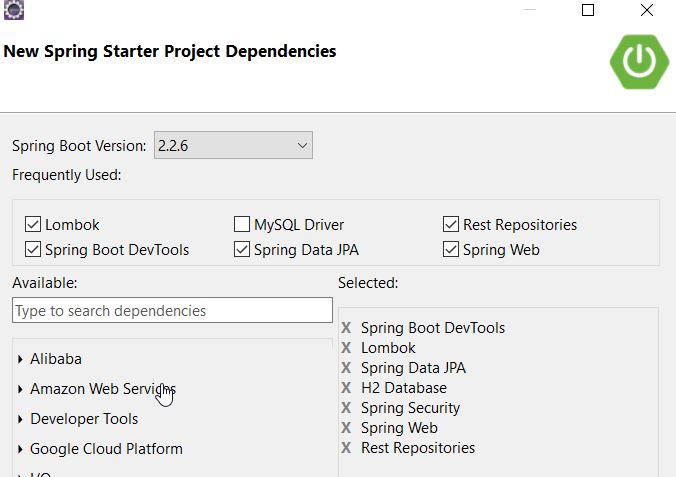 New Spring Starter Project Dependencies
Spring Boot Version: 2.2.6
Frequently Used:
Lombok MySQL Driver Rest Repositories
Spring Boot DevTools Spring Data JPA Spring Web
Available: Selected:
Type to search dependencies
X Spring Boot DevTools
X Lombok
Alibaba
X Spring Data JPA
Amazon Web Services
X H2 Database
X Spring Security
Developer Tools
X Spring Web
Google Cloud Platform
X Rest Repositories
I/O